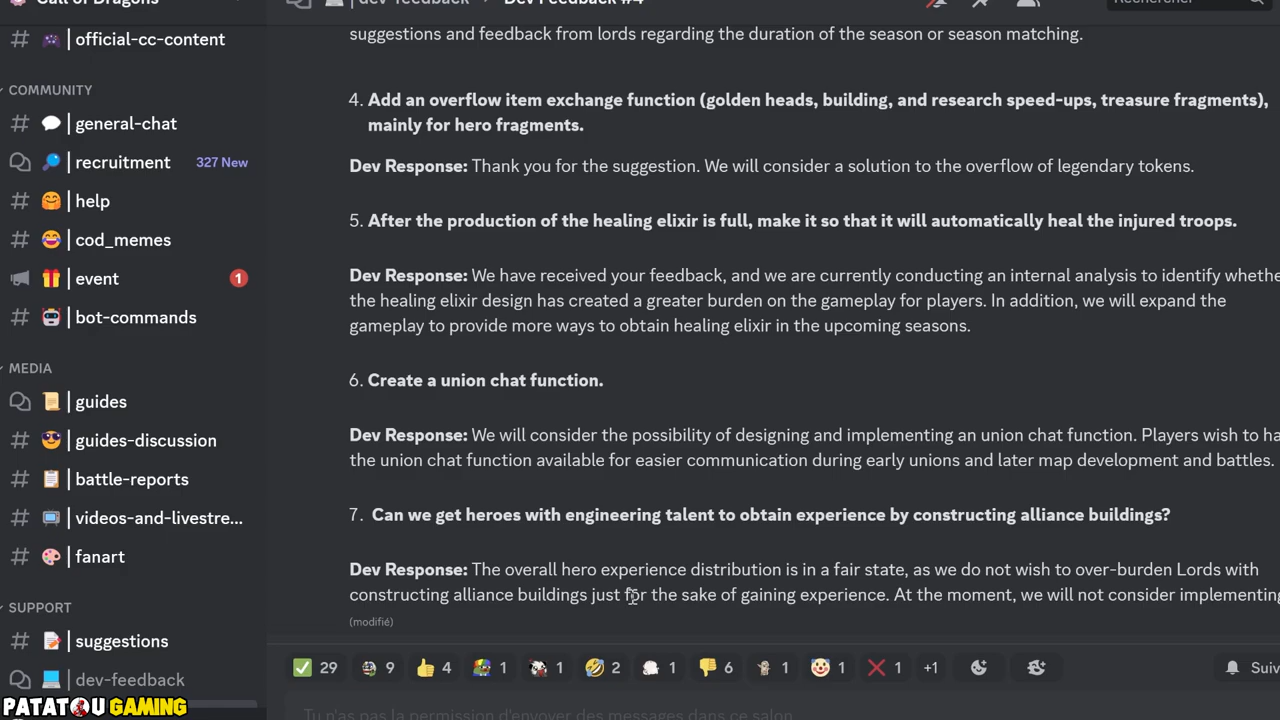 Call of Dragons
dev-feedback
Dev Feedback #4
Rechercher
official-cc-content
COMMUNITY
general-chat
recruitment 327 New
help
cod_memes
event 1
bot-commands
MEDIA
guides
guides-discussion
battle-reports
videos-and-livestre...
fanart
SUPPORT
suggestions
dev-feedback
PATATOU GAMING
suggestions and feedback from lords regarding the duration of the season or season matching.
4. Add an overflow item exchange function (golden heads, building, and research speed-ups, treasure fragments),
mainly for hero fragments.
Dev Response: Thank you for the suggestion. We will consider a solution to the overflow of legendary tokens.
5. After the production of the healing elixir is full, make it so that it will automatically heal the injured troops.
Dev Response: We have received your feedback, and we are currently conducting an internal analysis to identify whethe
the healing elixir design has created a greater burden on the gameplay for players. In addition, we will expand the
gameplay to provide more ways to obtain healing elixir in the upcoming seasons.
6. Create a union chat function.
Dev Response: We will consider the possibility of designing and implementing an union chat function. Players wish to ha
the union chat function available for easier communication during early unions and later map development and battles.
7. Can we get heroes with engineering talent to obtain experience by constructing alliance buildings?
Dev Response: The overall hero experience distribution is in a fair state, as we do not wish to over-burden Lords with
constructing alliance buildings just for the sake of gaining experience. At the moment, we will not consider implementing
(modifié)
29 9 4 1 1 2 1 6 1 1 1 +1
Suiv
Tu n'as pas la permission d'envoyer des messages dans ce salon.